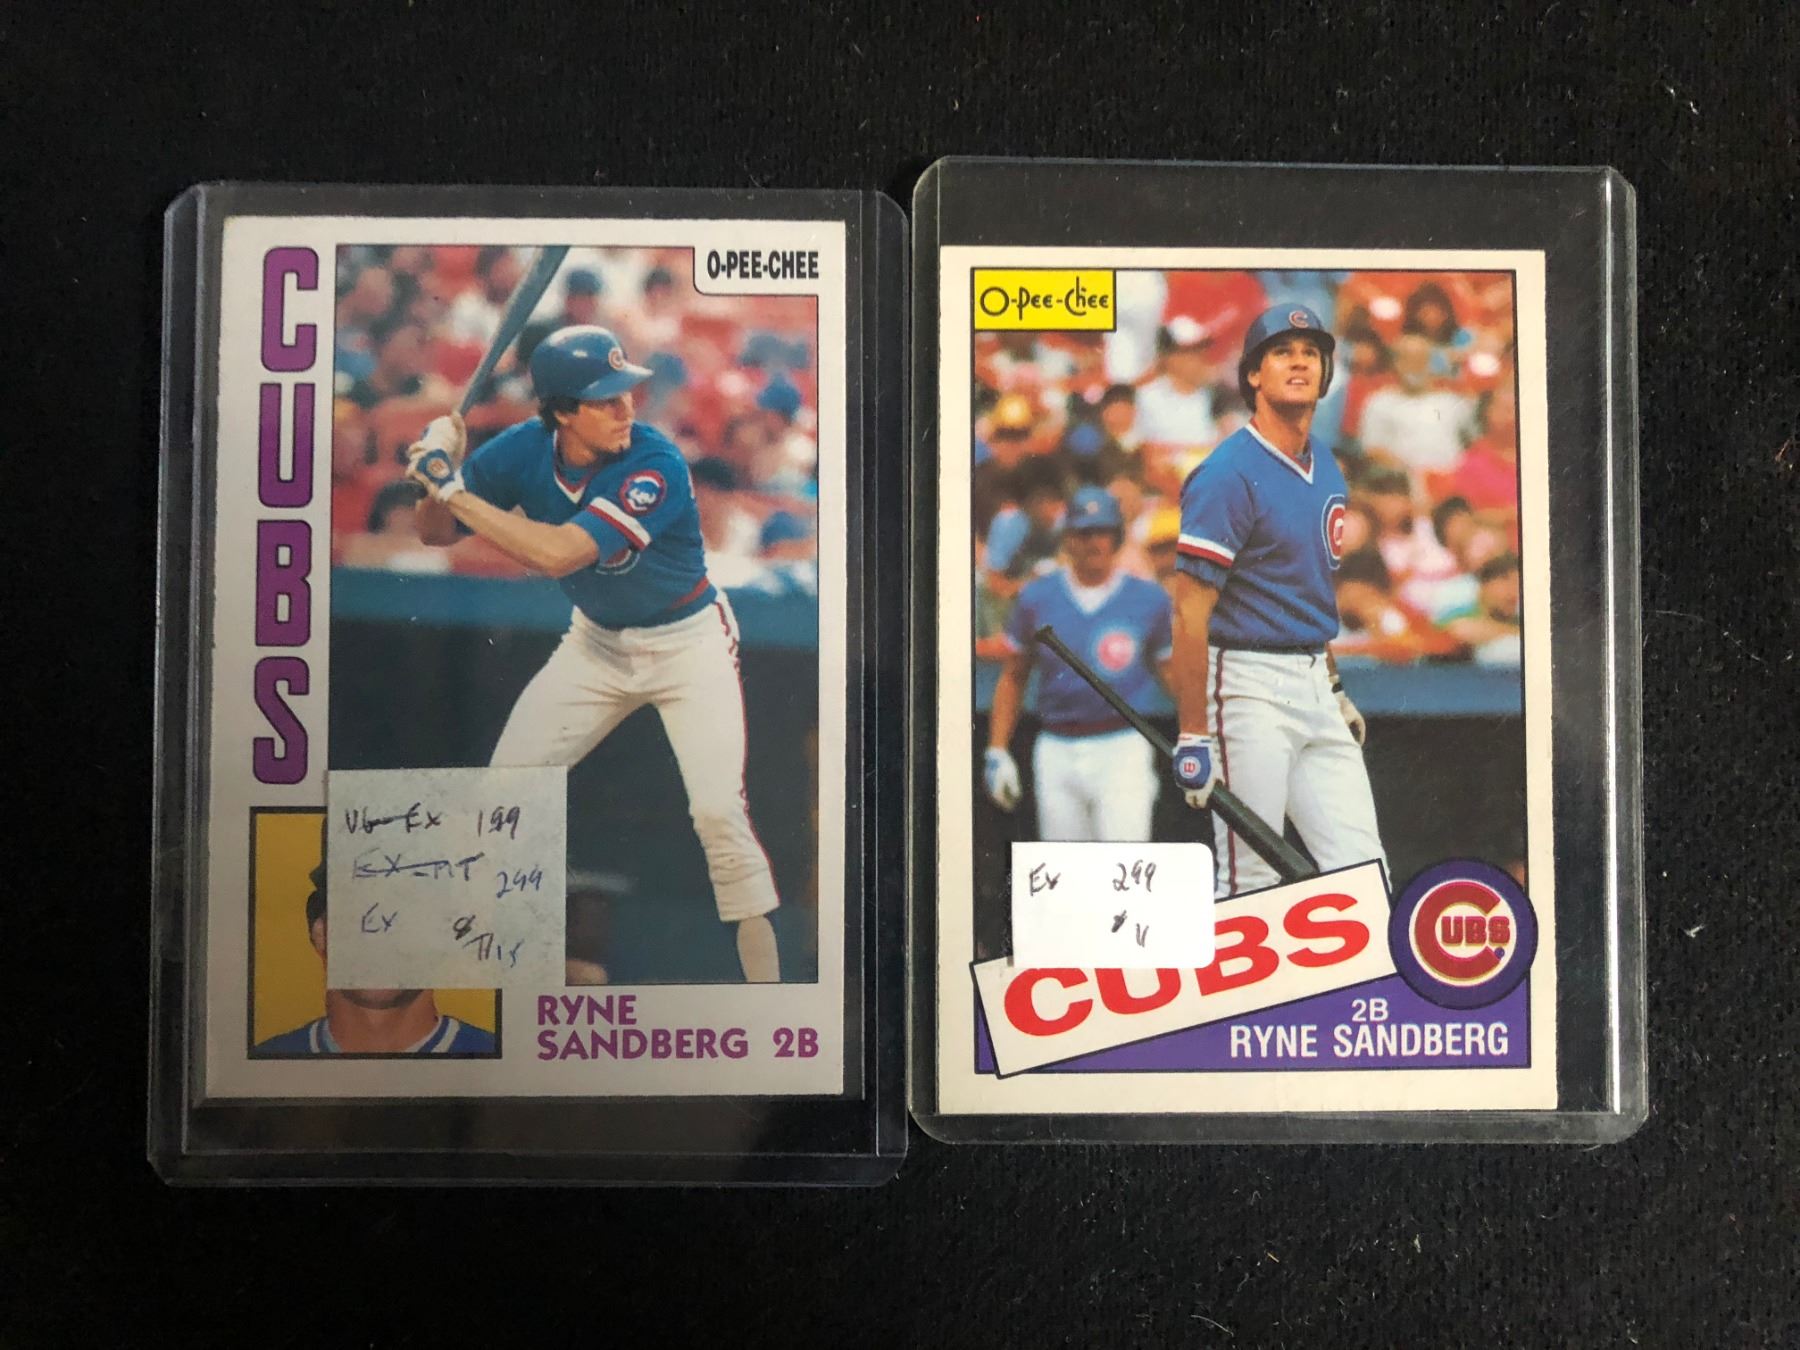 CUBS
O-PEE-CHEE
VG-Ex 199
EX-MT 299
Ex $
RYNE
SANDBERG 2B
O-Pee-Chee
Ex 299
$
CUBS
CUBS
2B
RYNE SANDBERG